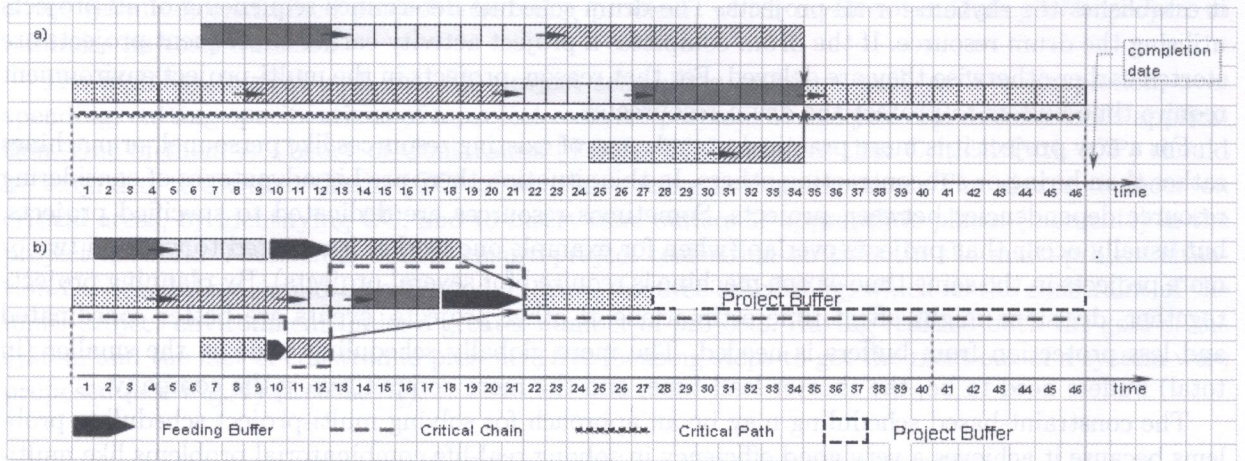 a)
completion
date
1 2 3 4 5 6 7 8 9 10 11 12 13 14 15 16 17 18 19 20 21 22 23 24 25 26 27 28 29 30 31 32 33 34 35 36 37 38 39 40 41 42 43 44 45 46 time
b)
Project Buffer
1 2 3 4 5 6 7 8 9 10 11 12 13 14 15 16 17 18 19 20 21 22 23 24 25 26 27 28 29 30 31 32 33 34 35 36 37 38 39 40 41 42 43 44 45 46 time
Feeding Buffer Critical Chain Critical Path Project Buffer